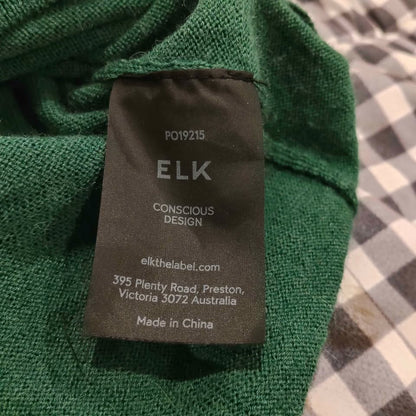 PO19215
ELK
CONSCIOUS
DESIGN
elkthelabel.com
395 Plenty Road, Preston,
Victoria 3072 Australia
Made in China